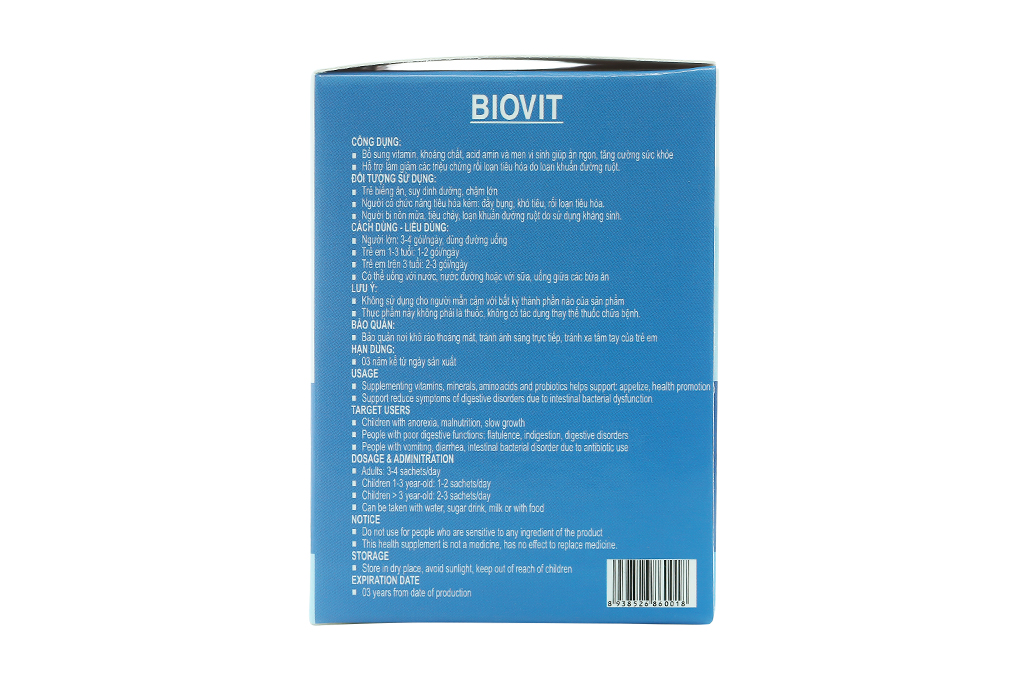 BIOVIT
CÔNG DỤNG:
▪ Bổ sung vitamin, khoáng chất, acid amin và men vi sinh giúp ăn ngon, tăng cường sức khỏe
▪ Hỗ trợ làm giảm các triệu chứng rối loạn tiêu hóa do loạn khuẩn đường ruột.
ĐỐI TƯỢNG SỬ DỤNG:
▪ Trẻ biếng ăn, suy dinh dưỡng, chậm lớn
▪ Người có chức năng tiêu hóa kém: đầy bụng, khó tiêu, rối loạn tiêu hóa.
▪ Người bị nôn mửa, tiêu chảy, loạn khuẩn đường ruột do sử dụng kháng sinh.
CÁCH DÙNG - LIỀU DÙNG:
▪ Người lớn: 3-4 gói/ngày, dùng đường uống
▪ Trẻ em 1-3 tuổi: 1-2 gói/ngày
▪ Trẻ em trên 3 tuổi: 2-3 gói/ngày
▪ Có thể uống với nước, nước đường hoặc với sữa, uống giữa các bữa ăn
LƯU Ý:
▪ Không sử dụng cho người mẫn cảm với bất kỳ thành phần nào của sản phẩm
▪ Thực phẩm này không phải là thuốc, không có tác dụng thay thế thuốc chữa bệnh.
BẢO QUẢN:
▪ Bảo quản nơi khô ráo thoáng mát, tránh ánh sáng trực tiếp, tránh xa tầm tay của trẻ em
HẠN DÙNG:
▪ 03 năm kể từ ngày sản xuất
USAGE
▪ Supplementing vitamins, minerals, aminoacids and probiotics helps support: appetize, health promotion
▪ Support reduce symptoms of digestive disorders due to intestinal bacterial dysfunction
TARGET USERS
▪ Children with anorexia, malnutrition, slow growth
▪ People with poor digestive functions: flatulence, indigestion, digestive disorders
▪ People with vomiting, diarrhea, intestinal bacterial disorder due to antibiotic use
DOSAGE & ADMINITRATION
▪ Adults: 3-4 sachets/day
▪ Children 1-3 year-old: 1-2 sachets/day
▪ Children > 3 year-old: 2-3 sachets/day
▪ Can be taken with water, sugar drink, milk or with food
NOTICE
▪ Do not use for people who are sensitive to any ingredient of the product
▪ This health supplement is not a medicine, has no effect to replace medicine.
STORAGE
▪ Store in dry place, avoid sunlight, keep out of reach of children
EXPIRATION DATE
▪ 03 years from date of production
8 938526 860018